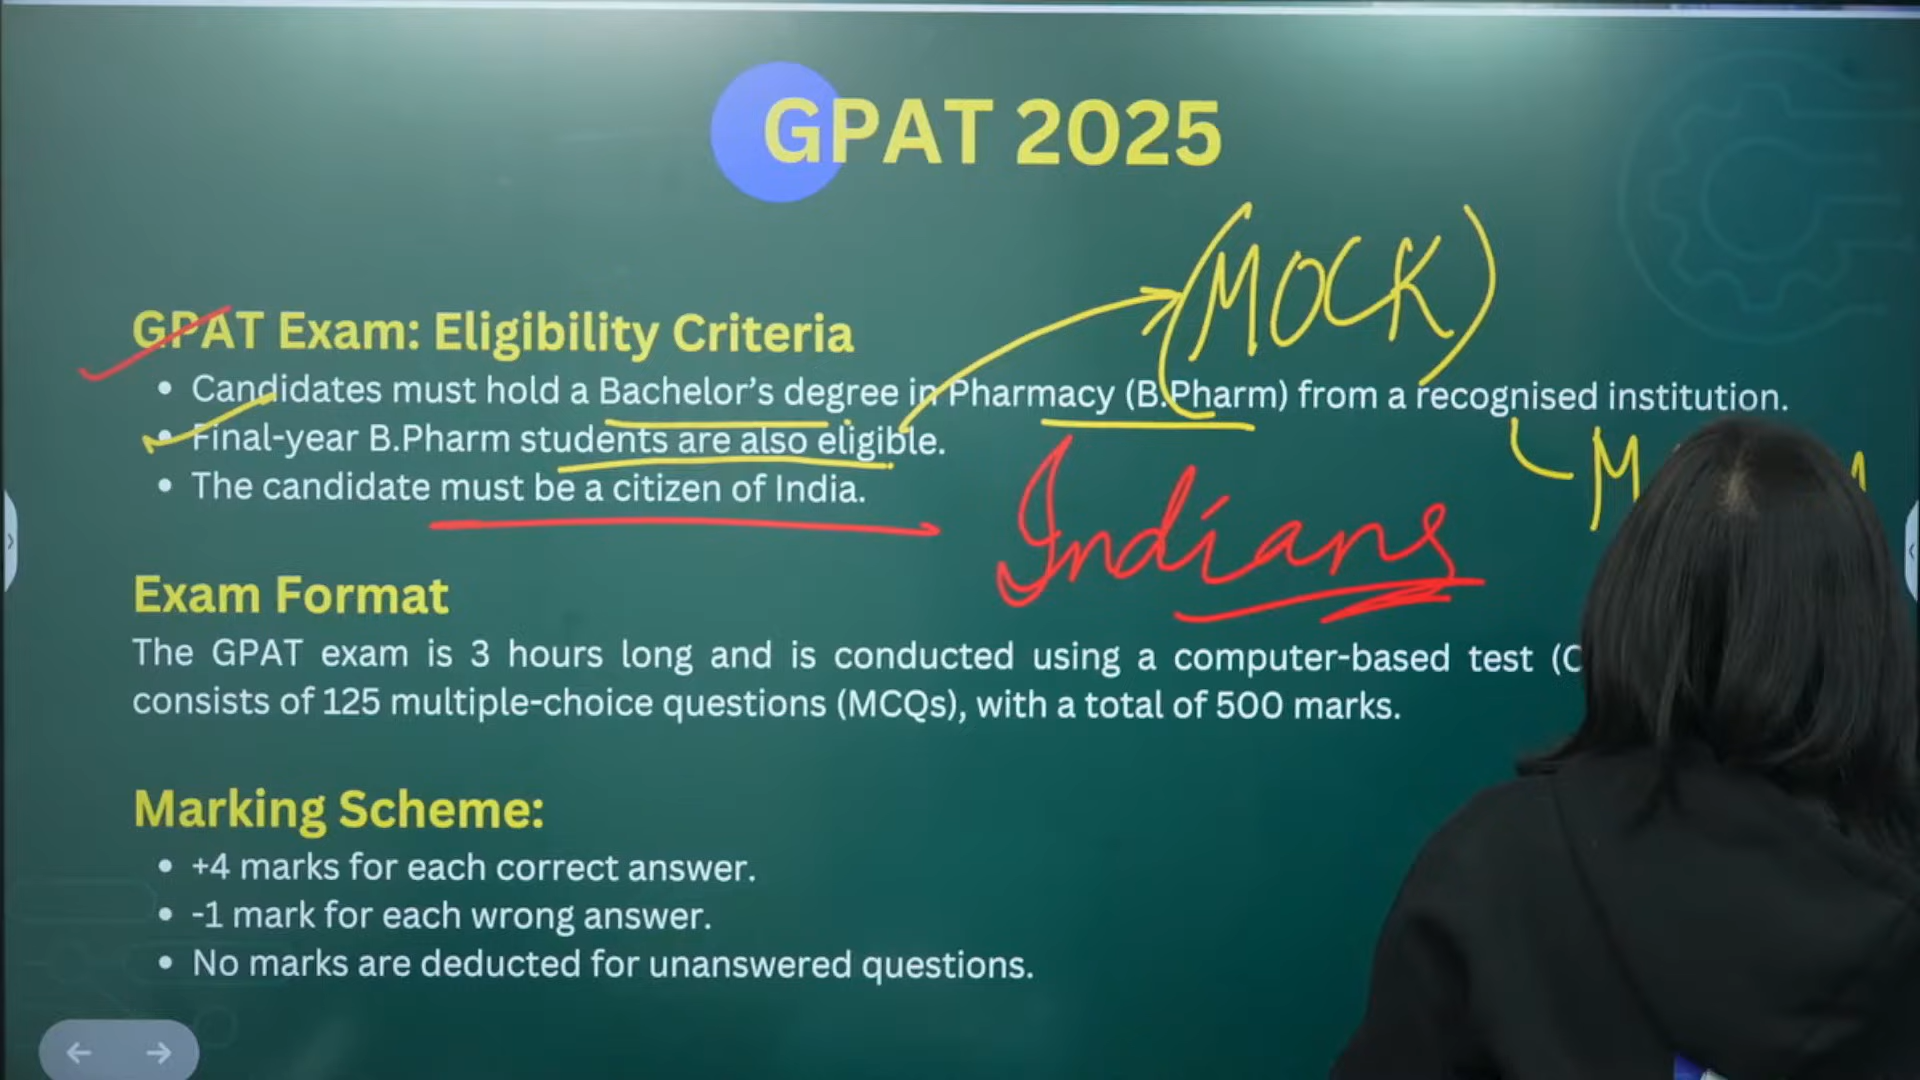 GPAT 2025
(MOCK)
GPAT Exam: Eligibility Criteria
• Candidates must hold a Bachelor's degree in Pharmacy (B.Pharm) from a recognised institution.
• Final-year B.Pharm students are also eligible.
• The candidate must be a citizen of India.
Indians
Exam Format
The GPAT exam is 3 hours long and is conducted using a computer-based test
consists of 125 multiple-choice questions (MCQs), with a total of 500 marks.
Marking Scheme:
• +4 marks for each correct answer.
• -1 mark for each wrong answer.
• No marks are deducted for unanswered questions.